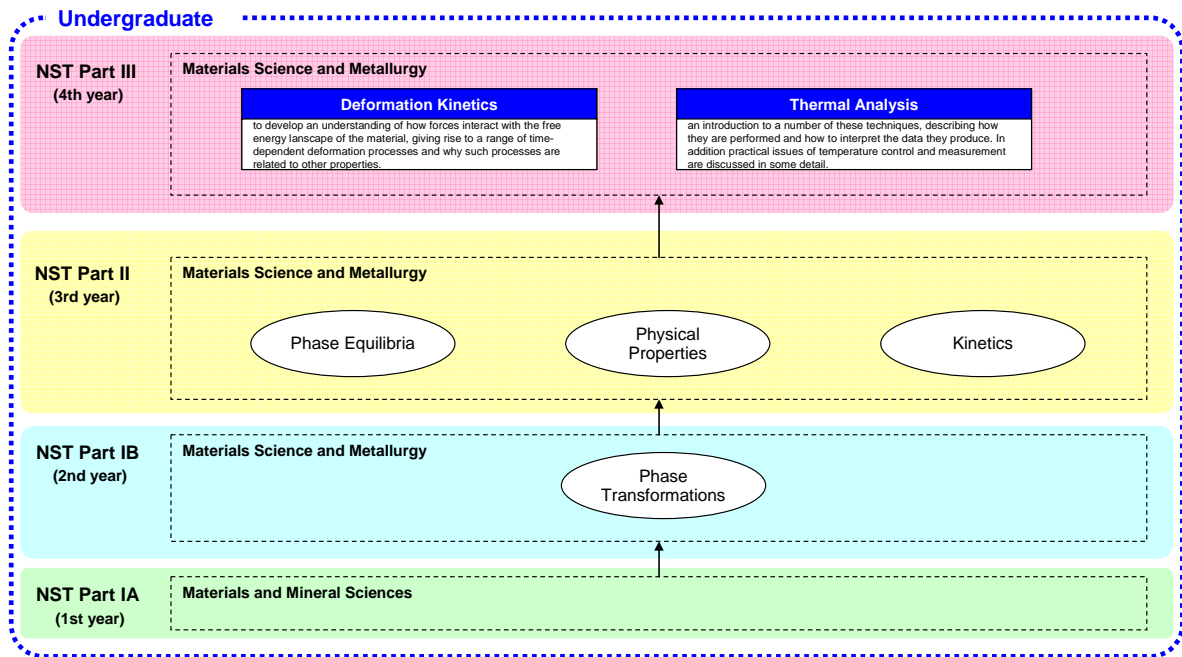 Undergraduate
NST Part III
(4th year)
Materials Science and Metallurgy
Deformation Kinetics
to develop an understanding of how forces interact with the free
energy lanscape of the material, giving rise to a range of time-
dependent deformation processes and why such processes are
related to other properties.
Thermal Analysis
an introduction to a number of these techniques, describing how
they are performed and how to interpret the data they produce. In
addition practical issues of temperature control and measurement
are discussed in some detail.
NST Part II
(3rd year)
Materials Science and Metallurgy
Phase Equilibria
Physical
Properties
Kinetics
NST Part IB
(2nd year)
Materials Science and Metallurgy
Phase
Transformations
NST Part IA
(1st year)
Materials and Mineral Sciences